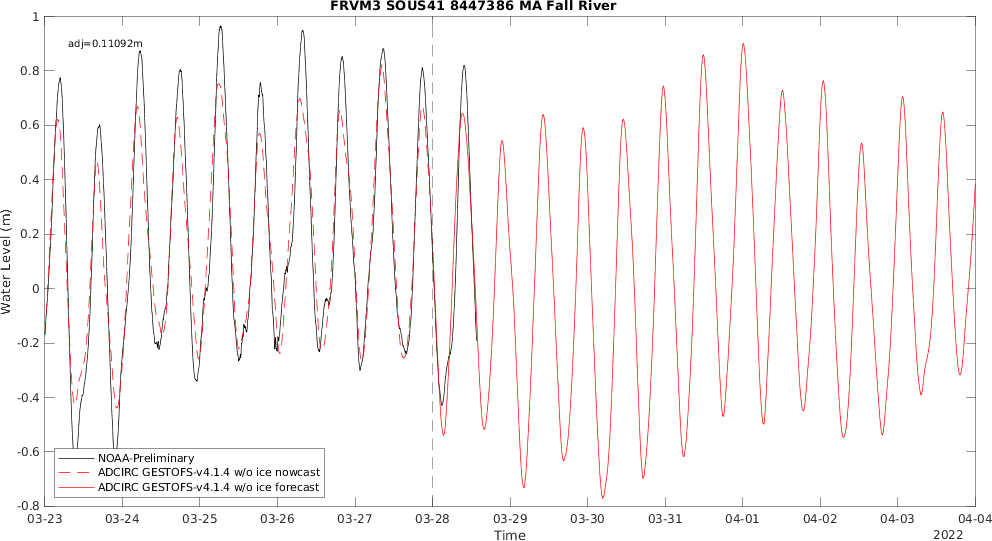 FRVM3 SOUS41 8447386 MA Fall River
adj=0.11092m
Water Level (m)
1
0.8
0.6
0.4
0.2
0
-0.2
-0.4
-0.6
-0.8
NOAA-Preliminary
ADCIRC GESTOFS-v4.1.4 w/o ice nowcast
ADCIRC GESTOFS-v4.1.4 w/o ice forecast
03-23 03-24 03-25 03-26 03-27 03-28 03-29 03-30 03-31 04-01 04-02 04-03 04-04
Time
2022